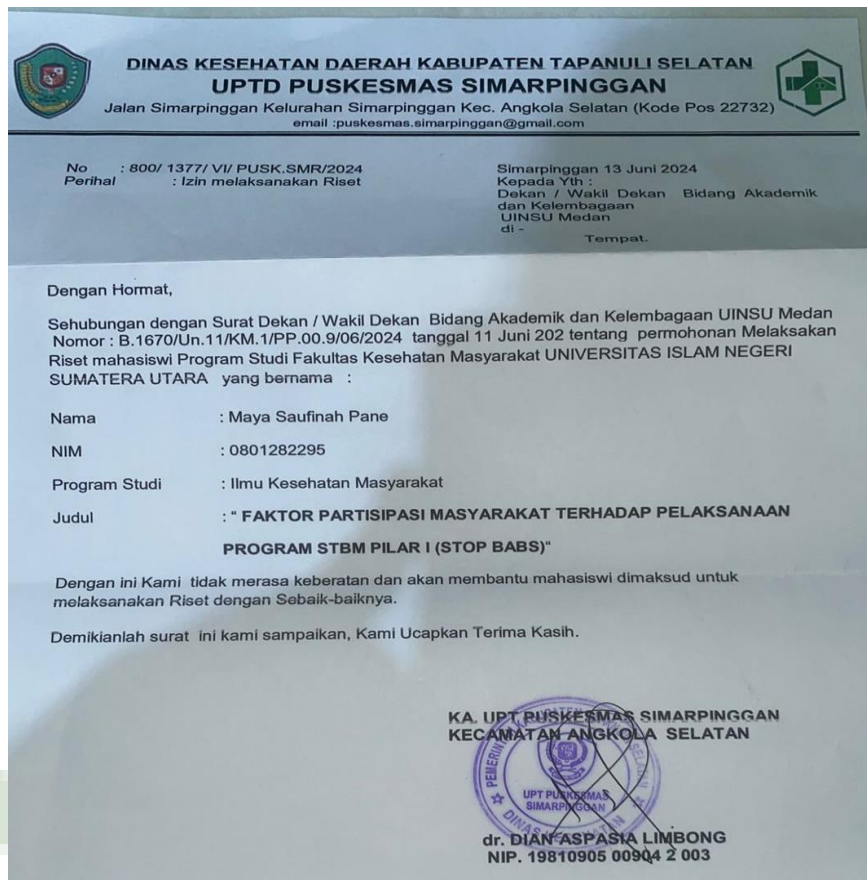 DINAS KESEHATAN DAERAH KABUPATEN TAPANULI SELATAN
UPTD PUSKESMAS SIMARPINGGAN
Jalan Simarpinggan Kelurahan Simarpinggan Kec. Angkola Selatan (Kode Pos 22732)
email :puskesmas.simarpinggan@gmail.com
No : 800/ 1377/ VI/ PUSK.SMR/2024
Perihal : Izin melaksanakan Riset
Simarpinggan 13 Juni 2024
Kepada Yth :
Dekan / Wakil Dekan Bidang Akademik
dan Kelembagaan
UINSU Medan
di -
Tempat.
Dengan Hormat,
Sehubungan dengan Surat Dekan / Wakil Dekan Bidang Akademik dan Kelembagaan UINSU Medan
Nomor : B.1670/Un.11/KM.1/PP.00.9/06/2024 tanggal 11 Juni 202 tentang permohonan Melaksakan
Riset mahasiswi Program Studi Fakultas Kesehatan Masyarakat UNIVERSITAS ISLAM NEGERI
SUMATERA UTARA yang bernama :
Nama : Maya Saufinah Pane
NIM : 0801282295
Program Studi : Ilmu Kesehatan Masyarakat
Judul : " FAKTOR PARTISIPASI MASYARAKAT TERHADAP PELAKSANAAN
PROGRAM STBM PILAR I (STOP BABS)"
Dengan ini Kami tidak merasa keberatan dan akan membantu mahasiswi dimaksud untuk
melaksanakan Riset dengan Sebaik-baiknya.
Demikianlah surat ini kami sampaikan, Kami Ucapkan Terima Kasih.
KA. UPT PUSKESMAS SIMARPINGGAN
KECAMATAN ANGKOLA SELATAN
PEMERINTAH KABUPATEN SELATAN
UPT PUSKESMAS
SIMARPINGGAN
DINAS KESEHATAN
dr. DIAN ASPASIA LIMBONG
NIP. 19810905 00904 2 003